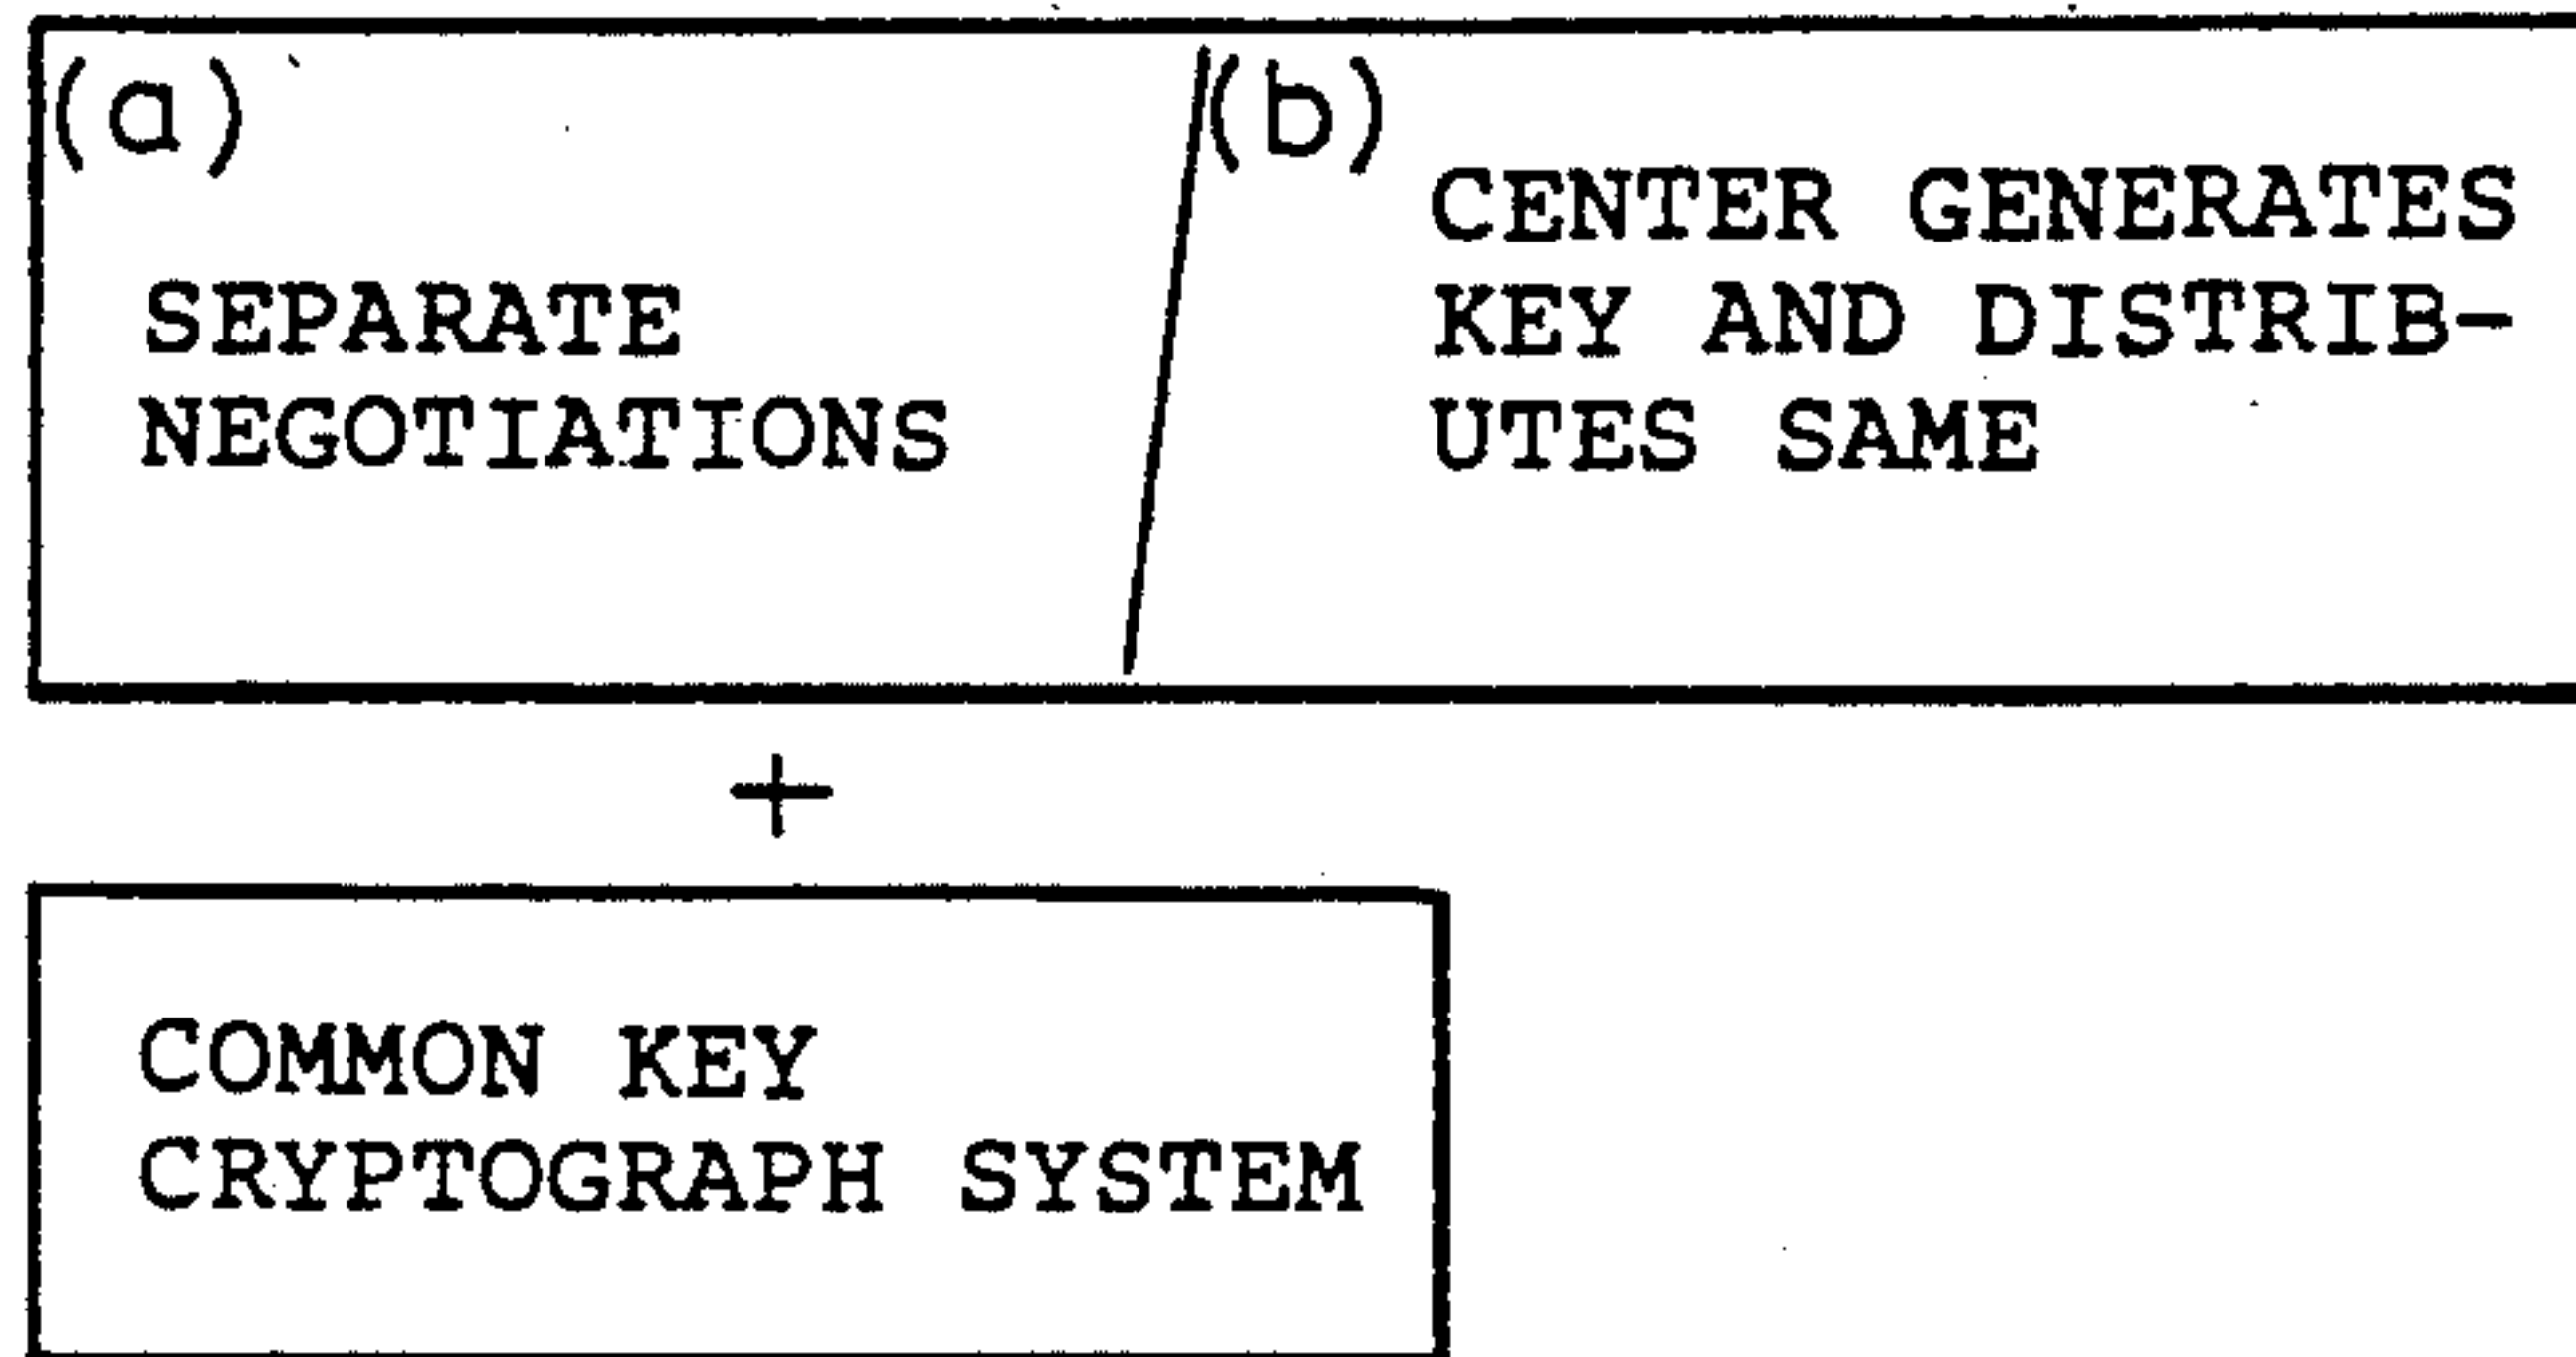 (a)
SEPARATE
NEGOTIATIONS
(b)
CENTER GENERATES
KEY AND DISTRIB-
UTES SAME
+
COMMON KEY
CRYPTOGRAPH SYSTEM